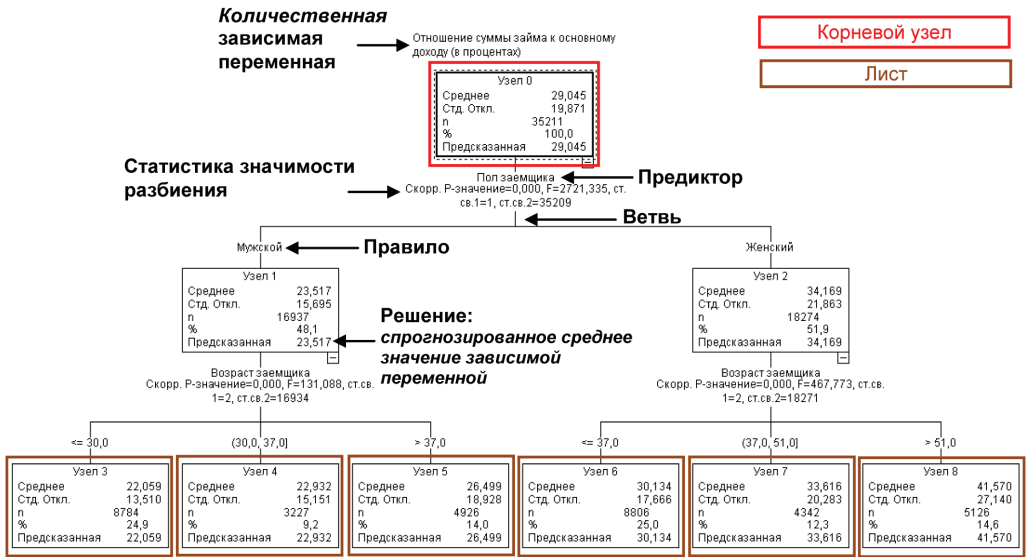 Количественная
зависимая
переменная
Отношение суммы займа к основному
доходу (в процентах)
Корневой узел
Лист
Узел 0
Среднее 29,045
Стд. Откл. 19,871
n 35211
% 100,0
Предсказанная 29,045
Статистика значимости
разбиения
Пол заемщика
Скорр. P-значение=0,000, F=2721,335, ст.
св.1=1, ст.св.2=35209
Предиктор
Ветвь
Мужской
Правило
Женский
Узел 1
Среднее 23,517
Стд. Откл. 15,695
n 16937
% 48,1
Предсказанная 23,517
Решение:
спрогнозированное среднее
значение зависимой
переменной
Узел 2
Среднее 34,169
Стд. Откл. 21,863
n 18274
% 51,9
Предсказанная 34,169
Возраст заемщика
Скорр. P-значение=0,000, F=131,088, ст.св.
1=2, ст.св.2=16934
Возраст заемщика
Скорр. P-значение=0,000, F=467,773, ст.св.
1=2, ст.св.2=18271
<= 30,0
(30,0, 37,0]
> 37,0
<= 37,0
(37,0, 51,0]
> 51,0
Узел 3
Среднее 22,059
Стд. Откл. 13,510
n 8784
% 24,9
Предсказанная 22,059
Узел 4
Среднее 22,932
Стд. Откл. 15,151
n 3227
% 9,2
Предсказанная 22,932
Узел 5
Среднее 26,499
Стд. Откл. 18,928
n 4926
% 14,0
Предсказанная 26,499
Узел 6
Среднее 30,134
Стд. Откл. 17,666
n 8806
% 25,0
Предсказанная 30,134
Узел 7
Среднее 33,616
Стд. Откл. 20,283
n 4342
% 12,3
Предсказанная 33,616
Узел 8
Среднее 41,570
Стд. Откл. 27,140
n 5126
% 14,6
Предсказанная 41,570